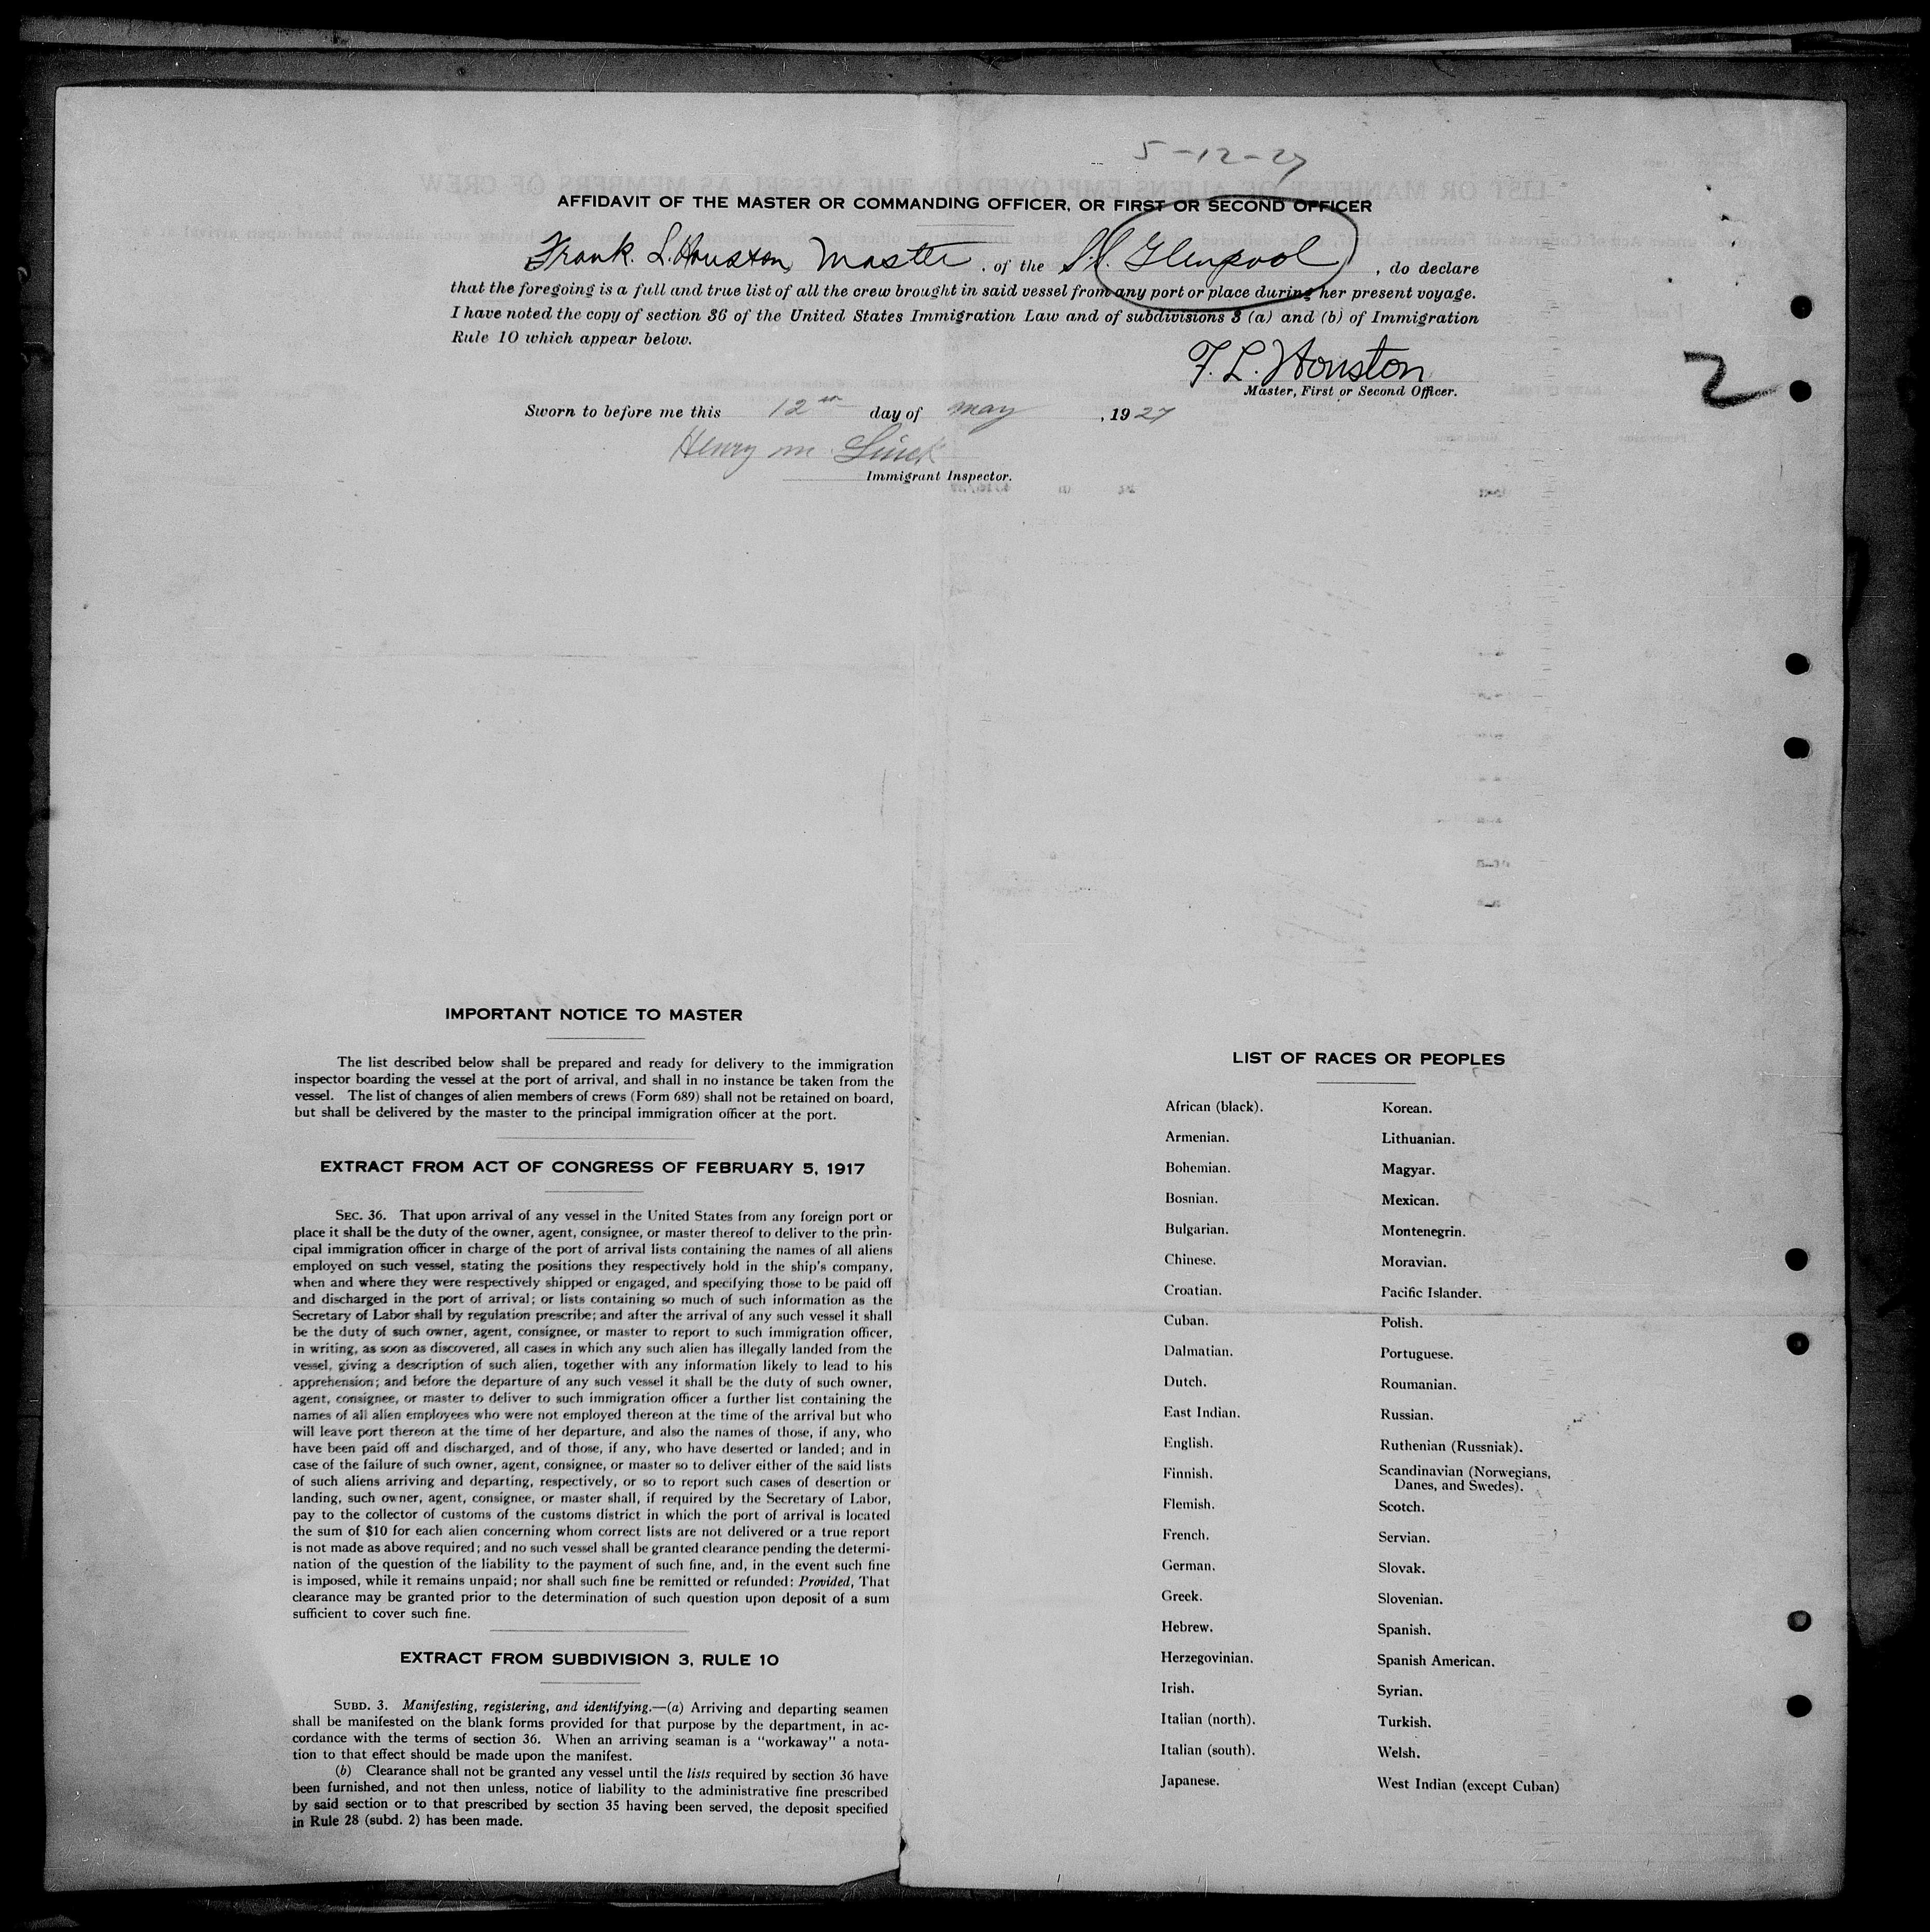 5-12-27
AFFIDAVIT OF THE MASTER OR COMMANDING OFFICER, OR FIRST OR SECOND OFFICER
Frank. L. Houston, Master, of the S.S. Glenpool, do declare
that the foregoing is a full and true list of all the crew brought in said vessel from any port or place during her present voyage.
I have noted the copy of section 36 of the United States Immigration Law and of subdivisions 3 (a) and (b) of Immigration
Rule 10 which appear below.
F. L. Houston
Master, First or Second Officer.
2
Sworn to before me this 12th day of May, 1927
Henry M.
Immigrant Inspector.
IMPORTANT NOTICE TO MASTER
The list described below shall be prepared and ready for delivery to the immigration
inspector boarding the vessel at the port of arrival, and shall in no instance be taken from the
vessel. The list of changes of alien members of crews (Form 689) shall not be retained on board,
but shall be delivered by the master to the principal immigration officer at the port.
EXTRACT FROM ACT OF CONGRESS OF FEBRUARY 5, 1917
SEC. 36. That upon arrival of any vessel in the United States from any foreign port or
place it shall be the duty of the owner, agent, consignee, or master thereof to deliver to the prin-
cipal immigration officer in charge of the port of arrival lists containing the names of all aliens
employed on such vessel, stating the positions they respectively hold in the ship's company,
when and where they were respectively shipped or engaged, and specifying those to be paid off
and discharged in the port of arrival; or lists containing so much of such information as the
Secretary of Labor shall by regulation prescribe; and after the arrival of any such vessel it shall
be the duty of such owner, agent, consignee, or master to report to such immigration officer,
in writing, as soon as discovered, all cases in which any such alien has illegally landed from the
vessel, giving a description of such alien, together with any information likely to lead to his
apprehension; and before the departure of any such vessel it shall be the duty of such owner,
agent, consignee, or master to deliver to such immigration officer a further list containing the
names of all alien employees who were not employed thereon at the time of the arrival but who
will leave port thereon at the time of her departure, and also the names of those, if any, who
have been paid off and discharged, and of those, if any, who have deserted or landed; and in
case of the failure of such owner, agent, consignee, or master so to deliver either of the said lists
of such aliens arriving and departing, respectively, or so to report such cases of desertion or
landing, such owner, agent, consignee, or master shall, if required by the Secretary of Labor,
pay to the collector of customs of the customs district in which the port of arrival is located
the sum of $10 for each alien concerning whom correct lists are not delivered or a true report
is not made as above required; and no such vessel shall be granted clearance pending the determi-
nation of the question of the liability to the payment of such fine, and, in the event such fine
is imposed, while it remains unpaid; nor shall such fine be remitted or refunded: Provided, That
clearance may be granted prior to the determination of such question upon deposit of a sum
sufficient to cover such fine.
EXTRACT FROM SUBDIVISION 3, RULE 10
SUBD. 3. Manifesting, registering, and identifying.—(a) Arriving and departing seamen
shall be manifested on the blank forms provided for that purpose by the department, in ac-
cordance with the terms of section 36. When an arriving seaman is a "workaway" a nota-
tion to that effect should be made upon the manifest.
(b) Clearance shall not be granted any vessel until the lists required by section 36 have
been furnished, and not then unless, notice of liability to the administrative fine prescribed
by said section or to that prescribed by section 35 having been served, the deposit specified
in Rule 28 (subd. 2) has been made.
LIST OF RACES OR PEOPLES
African (black).
Armenian.
Bohemian.
Bosnian.
Bulgarian.
Chinese.
Croatian.
Cuban.
Dalmatian.
Dutch.
East Indian.
English.
Finnish.
Flemish.
French.
German.
Greek.
Hebrew.
Herzegovinian.
Irish.
Italian (north).
Italian (south).
Japanese.
Korean.
Lithuanian.
Magyar.
Mexican.
Montenegrin.
Moravian.
Pacific Islander.
Polish.
Portuguese.
Roumanian.
Russian.
Ruthenian (Russniak).
Scandinavian (Norwegians,
Danes, and Swedes).
Scotch.
Servian.
Slovak.
Slovenian.
Spanish.
Spanish American.
Syrian.
Turkish.
Welsh.
West Indian (except Cuban)